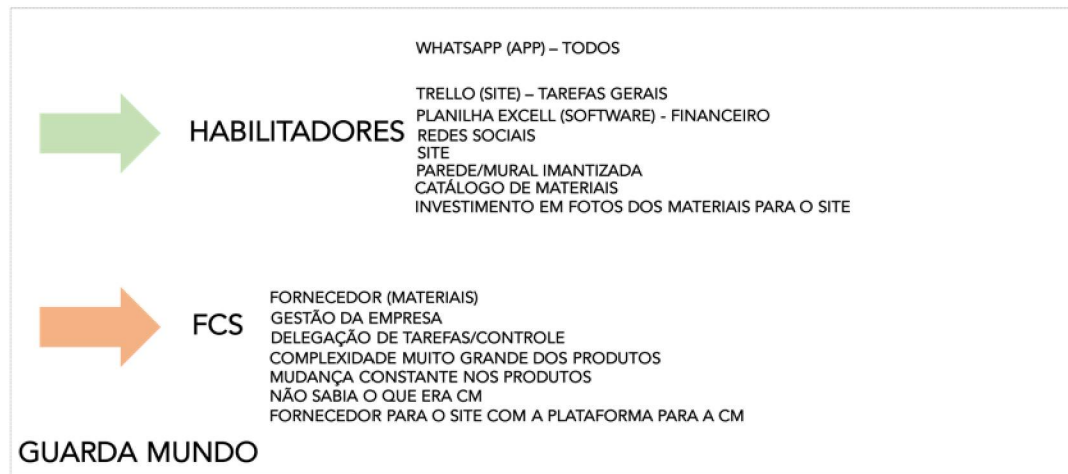 WHATSAPP (APP) – TODOS
TRELLO (SITE) – TAREFAS GERAIS
HABILITADORES
PLANILHA EXCELL (SOFTWARE) - FINANCEIRO
REDES SOCIAIS
SITE
PAREDE/MURAL IMANTIZADA
CATÁLOGO DE MATERIAIS
INVESTIMENTO EM FOTOS DOS MATERIAIS PARA O SITE
FCS
FORNECEDOR (MATERIAIS)
GESTÃO DA EMPRESA
DELEGAÇÃO DE TAREFAS/CONTROLE
COMPLEXIDADE MUITO GRANDE DOS PRODUTOS
MUDANÇA CONSTANTE NOS PRODUTOS
NÃO SABIA O QUE ERA CM
FORNECEDOR PARA O SITE COM A PLATAFORMA PARA A CM
GUARDA MUNDO